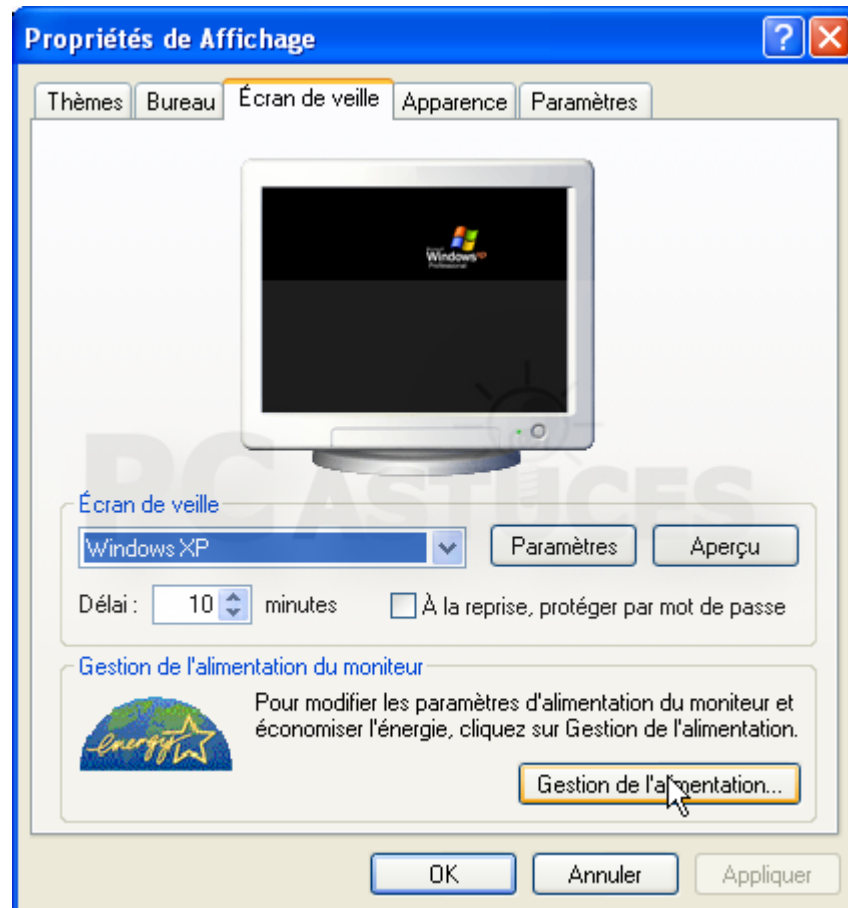 Propriétés de Affichage
Thèmes Bureau Écran de veille Apparence Paramètres
Windows xp
Professional
PC ASTUCES
Écran de veille
Windows XP Paramètres Aperçu
Délai : 10 minutes À la reprise, protéger par mot de passe
Gestion de l'alimentation du moniteur
Pour modifier les paramètres d'alimentation du moniteur et
économiser l'énergie, cliquez sur Gestion de l'alimentation.
energy
Gestion de l'alimentation...
OK Annuler Appliquer